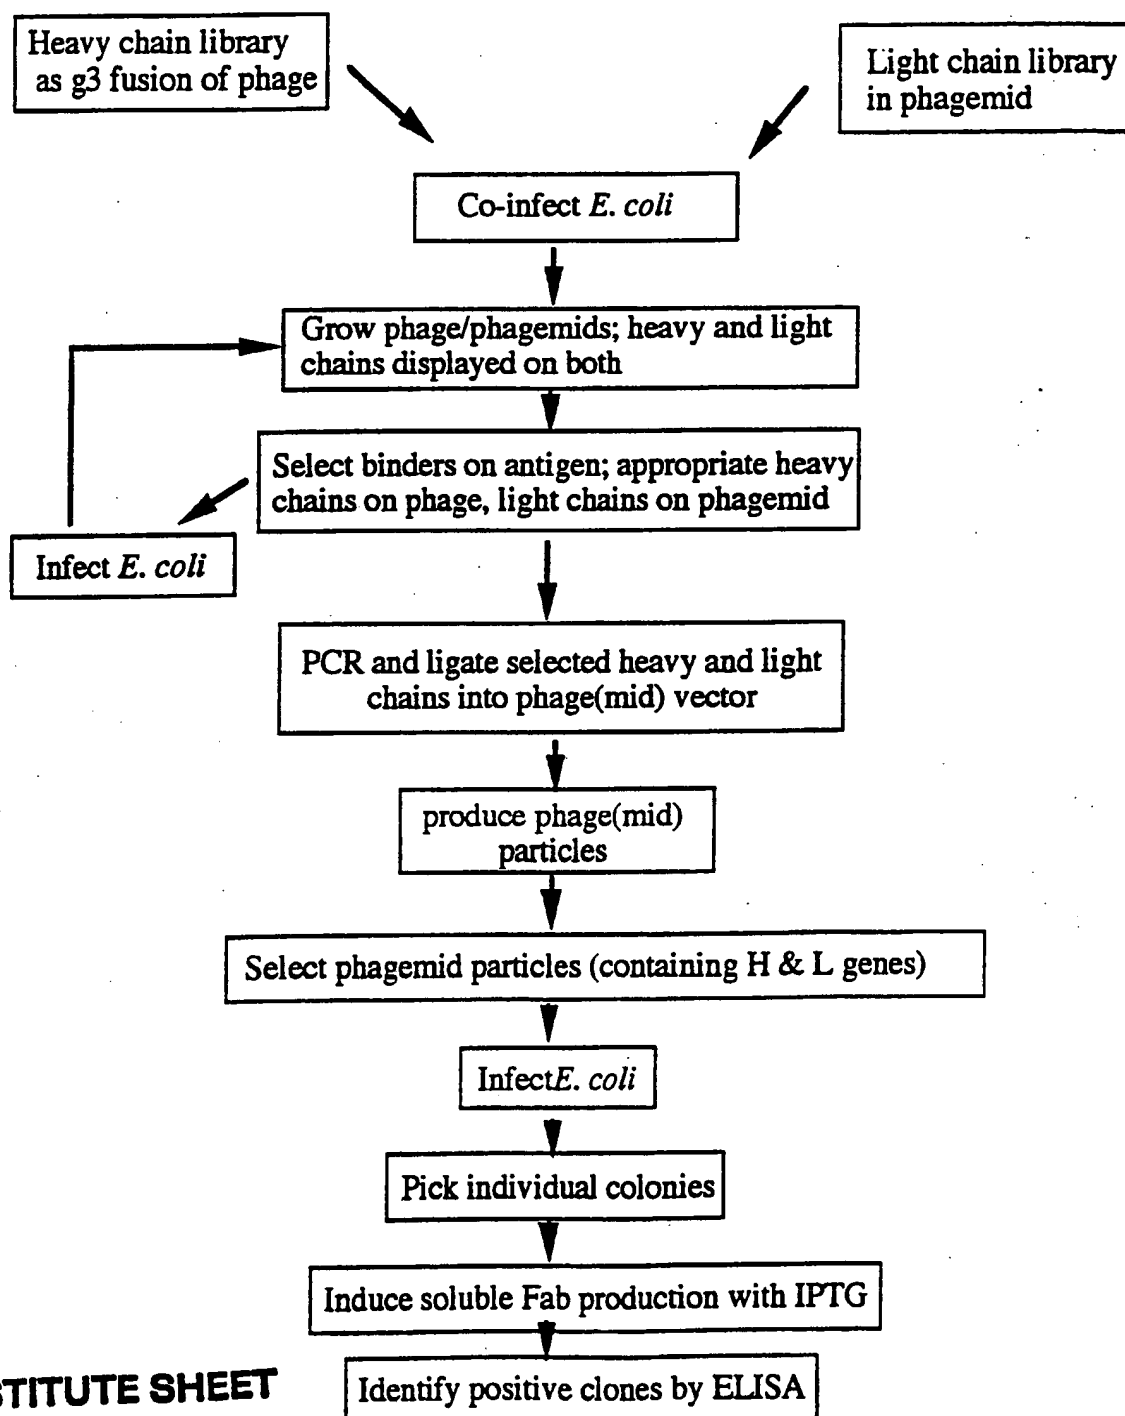 Heavy chain library
as g3 fusion of phage
Light chain library
in phagemid
Co-infect E. coli
Grow phage/phagemids; heavy and light
chains displayed on both
Select binders on antigen; appropriate heavy
chains on phage, light chains on phagemid
Infect E. coli
PCR and ligate selected heavy and light
chains into phage(mid) vector
produce phage(mid)
particles
Select phagemid particles (containing H & L genes)
InfectE. coli
Pick individual colonies
Induce soluble Fab production with IPTG
Identify positive clones by ELISA
STITUTE SHEET